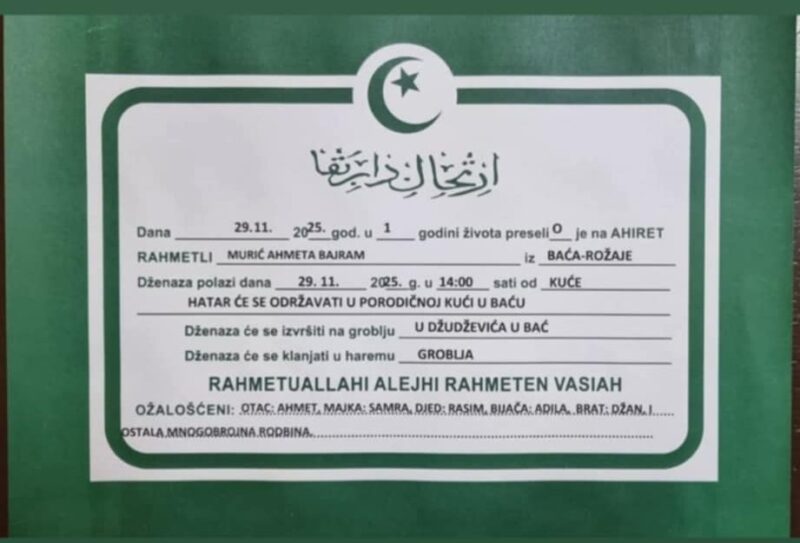 ارتحال دار بقا
Dana 29.11. 2025. god. u 1 godini života preselio je na AHIRET
RAHMETLI MURIĆ AHMETA BAJRAM iz BAĆA-ROŽAJE
Dženaza polazi dana 29. 11. 2025. g. u 14:00 sati od KUĆE
HATAR ĆE SE ODRŽAVATI U PORODIČNOJ KUĆI U BAĆU
Dženaza će se izvršiti na groblju U DŽUDŽEVIĆA U BAĆ
Dženaza će se klanjati u haremu GROBLJA
RAHMETUALLAHI ALEJHI RAHMETEN VASIAH
OŽALOŠĆENI: OTAC: AHMET, MAJKA: SAMRA, DJED: RASIM, BIJAČA: ADILA, BRAT: DŽAN, I
OSTALA MNOGOBROJNA RODBINA.